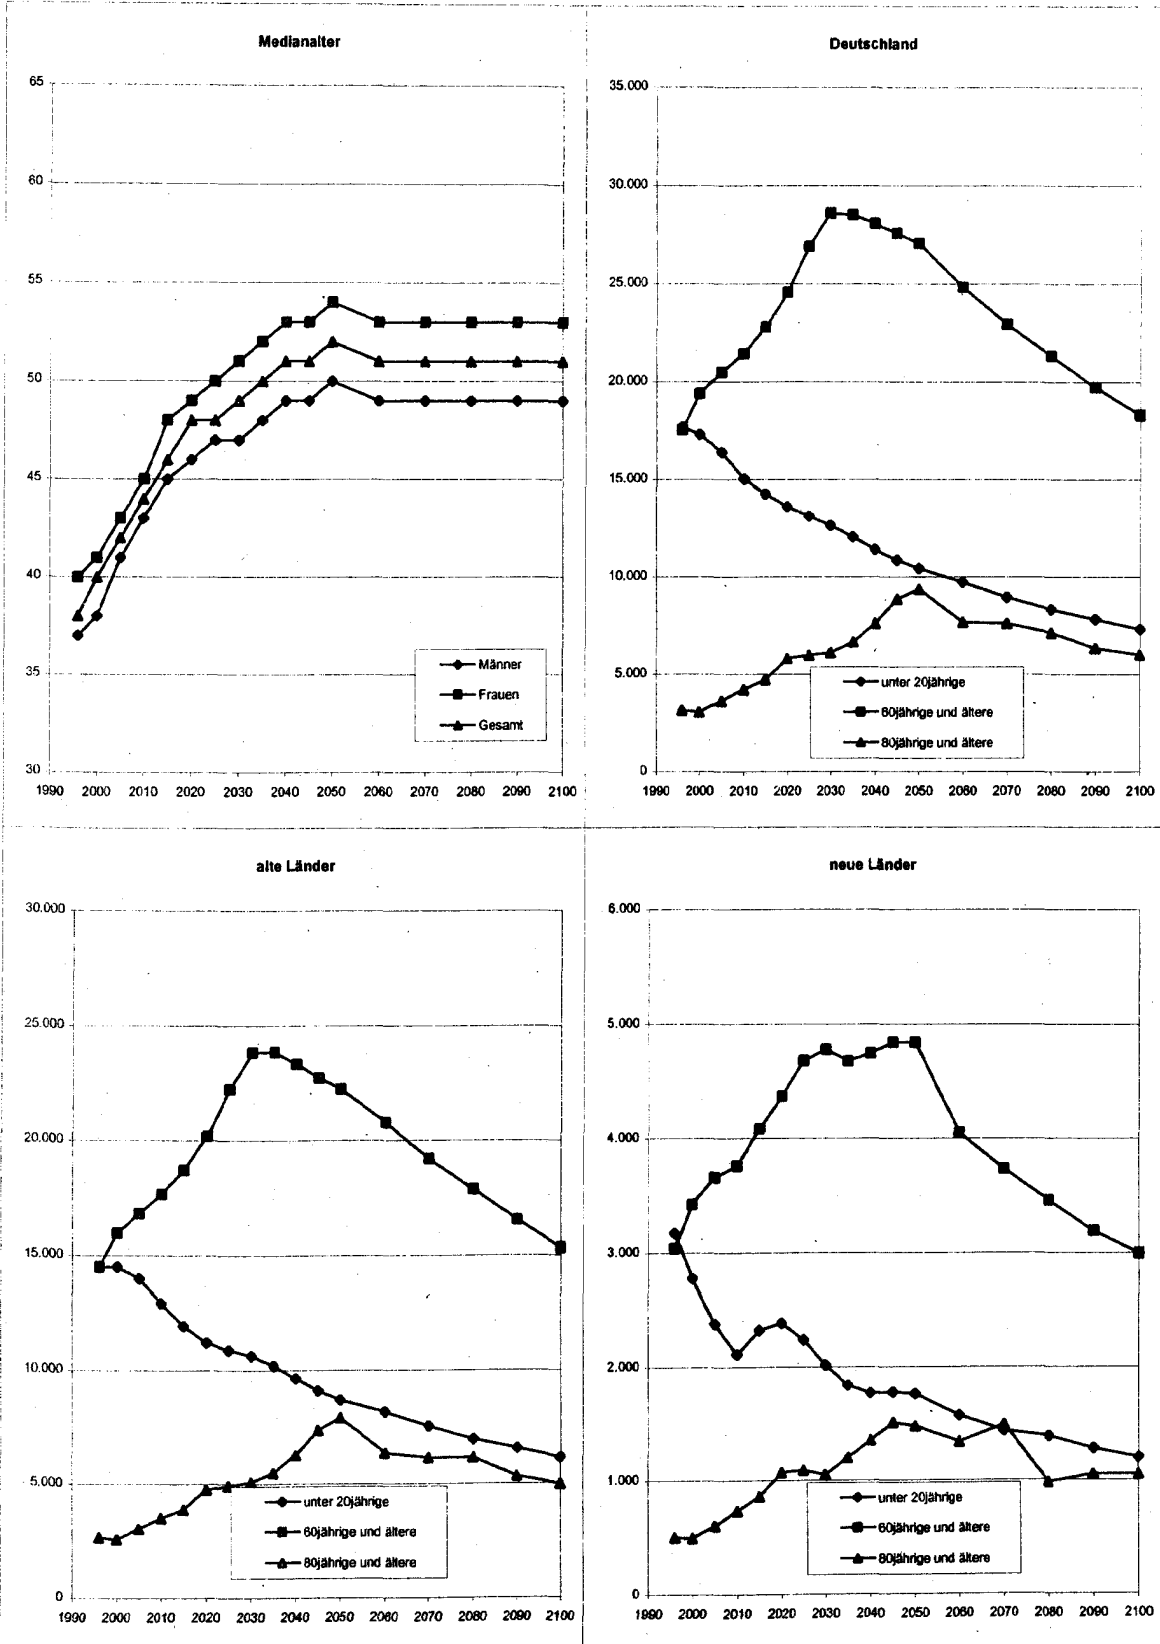 Medianalter
65
60
55
50
45
40
35
30
Männer
Frauen
Gesamt
1990 2000 2010 2020 2030 2040 2050 2060 2070 2080 2090 2100
Deutschland
35.000
30.000
25.000
20.000
15.000
10.000
5.000
0
unter 20jährige
60jährige und ältere
80jährige und ältere
1990 2000 2010 2020 2030 2040 2050 2060 2070 2080 2090 2100
alte Länder
30.000
25.000
20.000
15.000
10.000
5.000
0
unter 20jährige
60jährige und ältere
80jährige und ältere
1990 2000 2010 2020 2030 2040 2050 2060 2070 2080 2090 2100
neue Länder
6.000
5.000
4.000
3.000
2.000
1.000
0
unter 20jährige
60jährige und ältere
80jährige und ältere
1990 2000 2010 2020 2030 2040 2050 2060 2070 2080 2090 2100